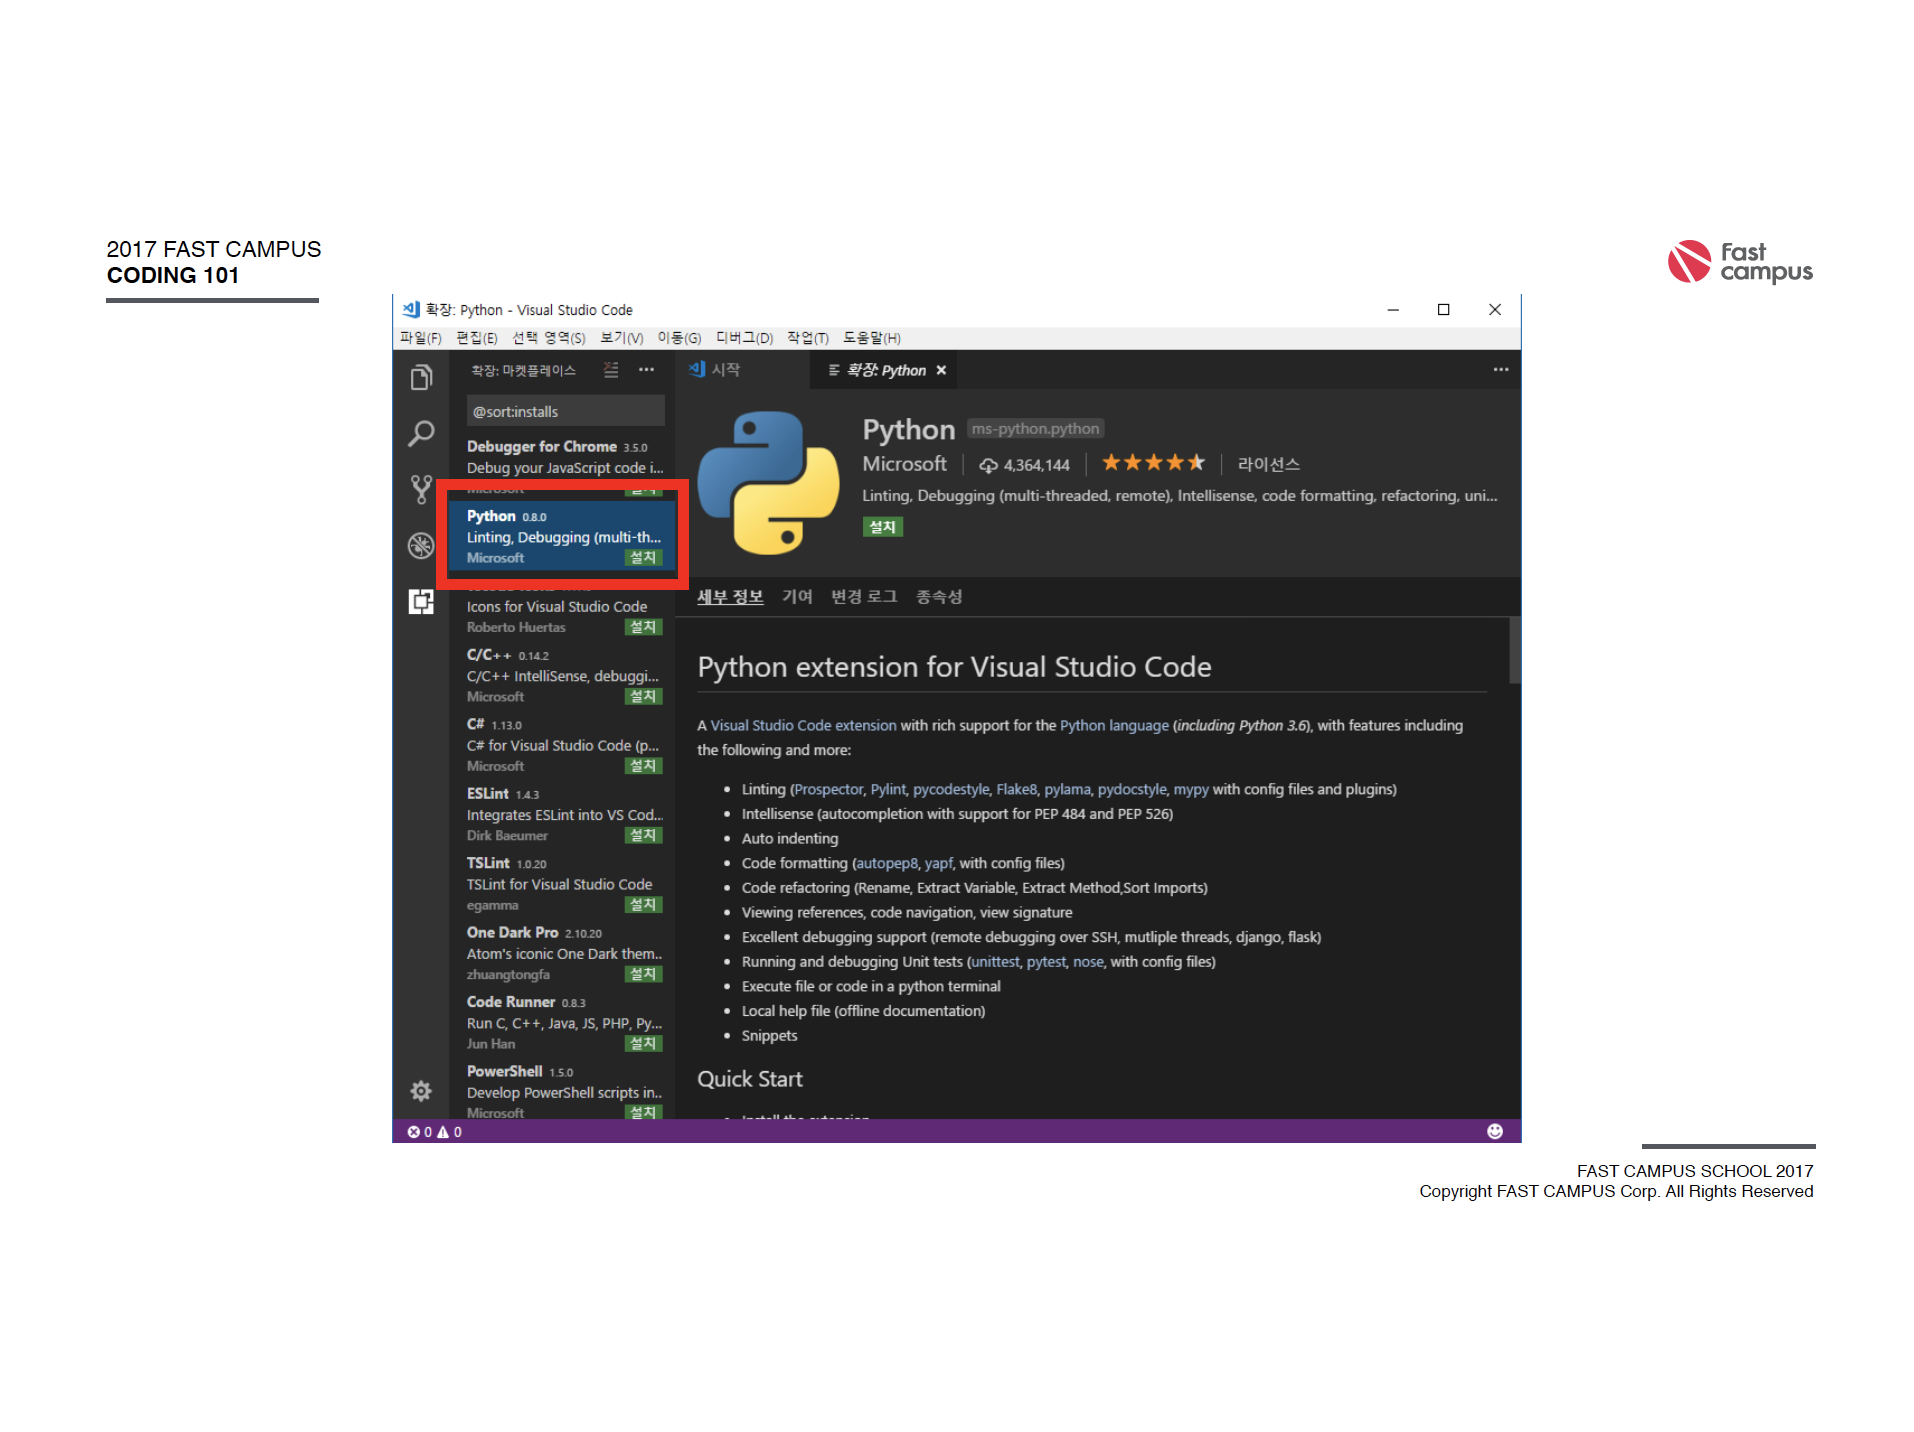 2017 FAST CAMPUS
CODING 101
fast
campus
확장: Python - Visual Studio Code
파일(F) 편집(E) 선택 영역(S) 보기(V) 이동(G) 디버그(D) 작업(T) 도움말(H)
확장: 마켓플레이스
@sort:installs
Debugger for Chrome 3.5.0
Debug your JavaScript code i...
Microsoft 설치
Python 0.8.0
Linting, Debugging (multi-th...
Microsoft 설치
Icons for Visual Studio Code
Roberto Huertas 설치
C/C++ 0.14.2
C/C++ IntelliSense, debuggi...
Microsoft 설치
C# 1.13.0
C# for Visual Studio Code (p...
Microsoft 설치
ESLint 1.4.3
Integrates ESLint into VS Cod...
Dirk Baeumer 설치
TSLint 1.0.20
TSLint for Visual Studio Code
egamma 설치
One Dark Pro 2.10.20
Atom's iconic One Dark them...
zhuangtongfa 설치
Code Runner 0.8.3
Run C, C++, Java, JS, PHP, Py...
Jun Han 설치
PowerShell 1.5.0
Develop PowerShell scripts in...
Microsoft 설치
시작 확장: Python
Python ms-python.python
Microsoft 4,364,144 라이선스
Linting, Debugging (multi-threaded, remote), Intellisense, code formatting, refactoring, uni...
설치
세부 정보 기여 변경 로그 종속성
Python extension for Visual Studio Code
A Visual Studio Code extension with rich support for the Python language (including Python 3.6), with features including
the following and more:
• Linting (Prospector, Pylint, pycodestyle, Flake8, pylama, pydocstyle, mypy with config files and plugins)
• Intellisense (autocompletion with support for PEP 484 and PEP 526)
• Auto indenting
• Code formatting (autopep8, yapf, with config files)
• Code refactoring (Rename, Extract Variable, Extract Method,Sort Imports)
• Viewing references, code navigation, view signature
• Excellent debugging support (remote debugging over SSH, mutliple threads, django, flask)
• Running and debugging Unit tests (unittest, pytest, nose, with config files)
• Execute file or code in a python terminal
• Local help file (offline documentation)
• Snippets
Quick Start
• Install the extension
0 0
FAST CAMPUS SCHOOL 2017
Copyright FAST CAMPUS Corp. All Rights Reserved